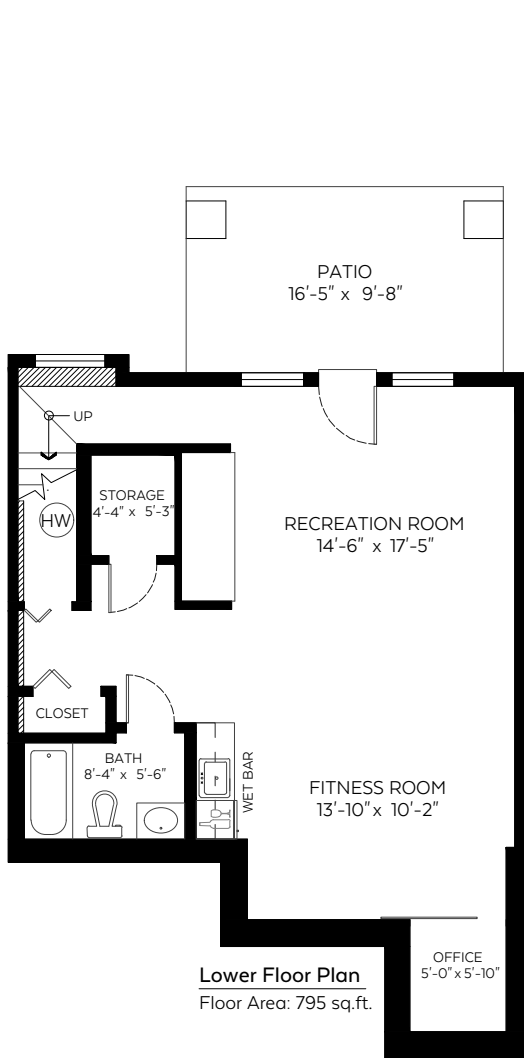 PATIO
16'-5" x 9'-8"
UP
STORAGE
4'-4" x 5'-3"
HW
RECREATION ROOM
14'-6" x 17'-5"
CLOSET
BATH
8'-4" x 5'-6"
WET BAR
FITNESS ROOM
13'-10" x 10'-2"
OFFICE
5'-0" x 5'-10"
Lower Floor Plan
Floor Area: 795 sq.ft.